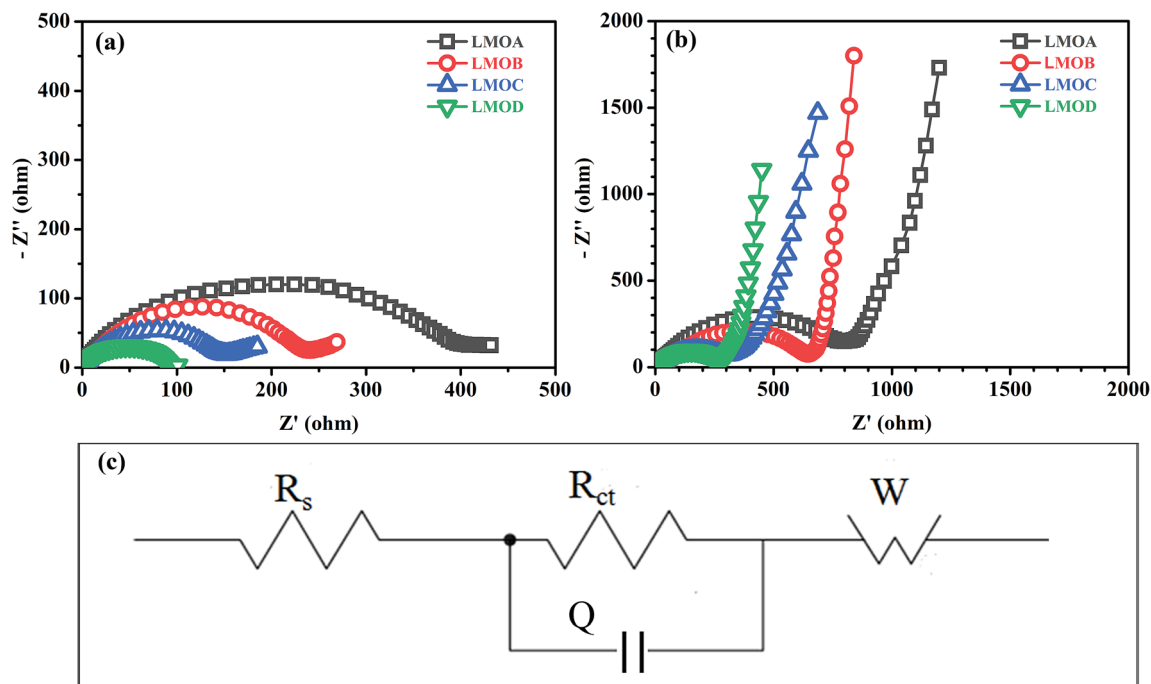 (a)
LMOA
LMOB
LMOC
LMOD
500
400
300
200
100
0
- Z'' (ohm)
0
100
200
300
400
500
Z' (ohm)
(b)
LMOA
LMOB
LMOC
LMOD
2000
1500
1000
500
0
- Z'' (ohm)
0
500
1000
1500
2000
Z' (ohm)
(c)
Rs
Rct
W
Q